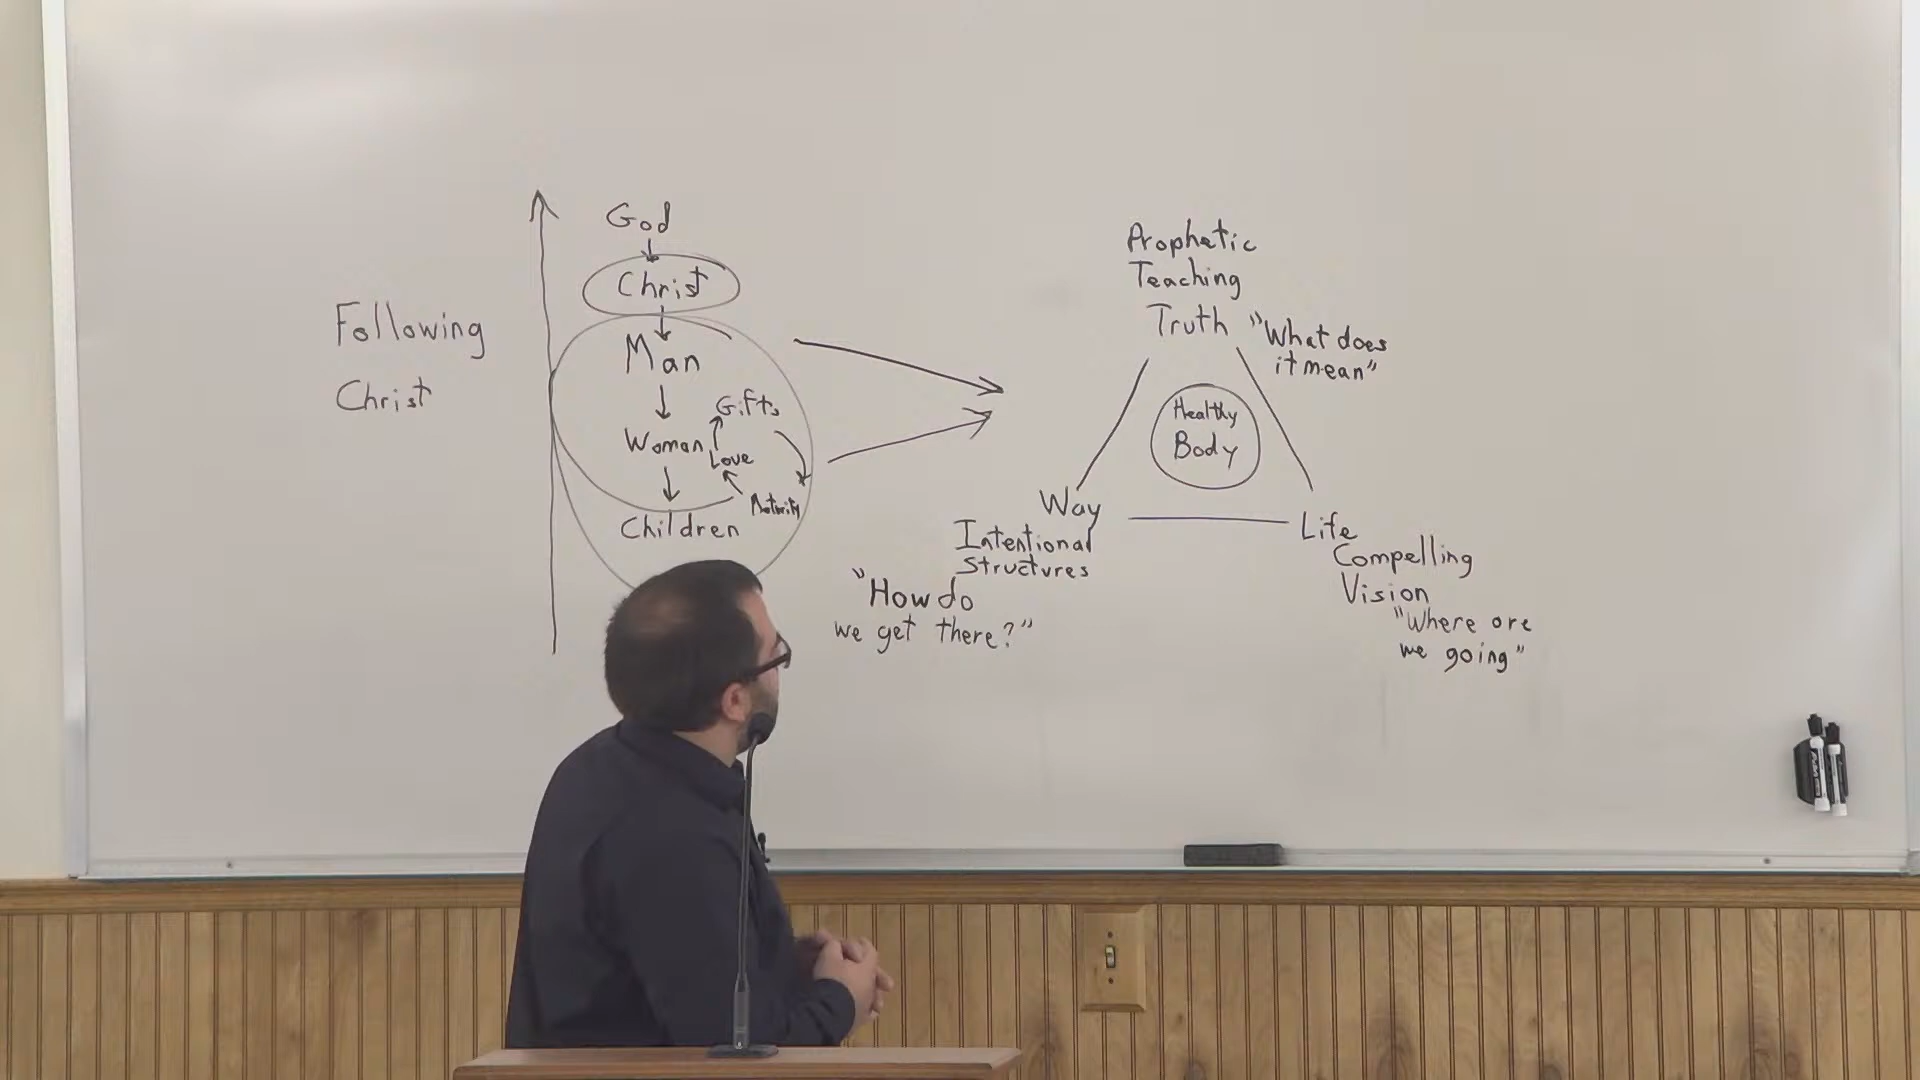 Following
Christ
God
Christ
Man
Gifts
Woman
Love
Maturity
Children
Prophetic
Teaching
Truth
"What does
it mean"
Healthy
Body
Way
Intentional
Structures
"How do
we get there?"
Life
Compelling
Vision
"Where are
we going"